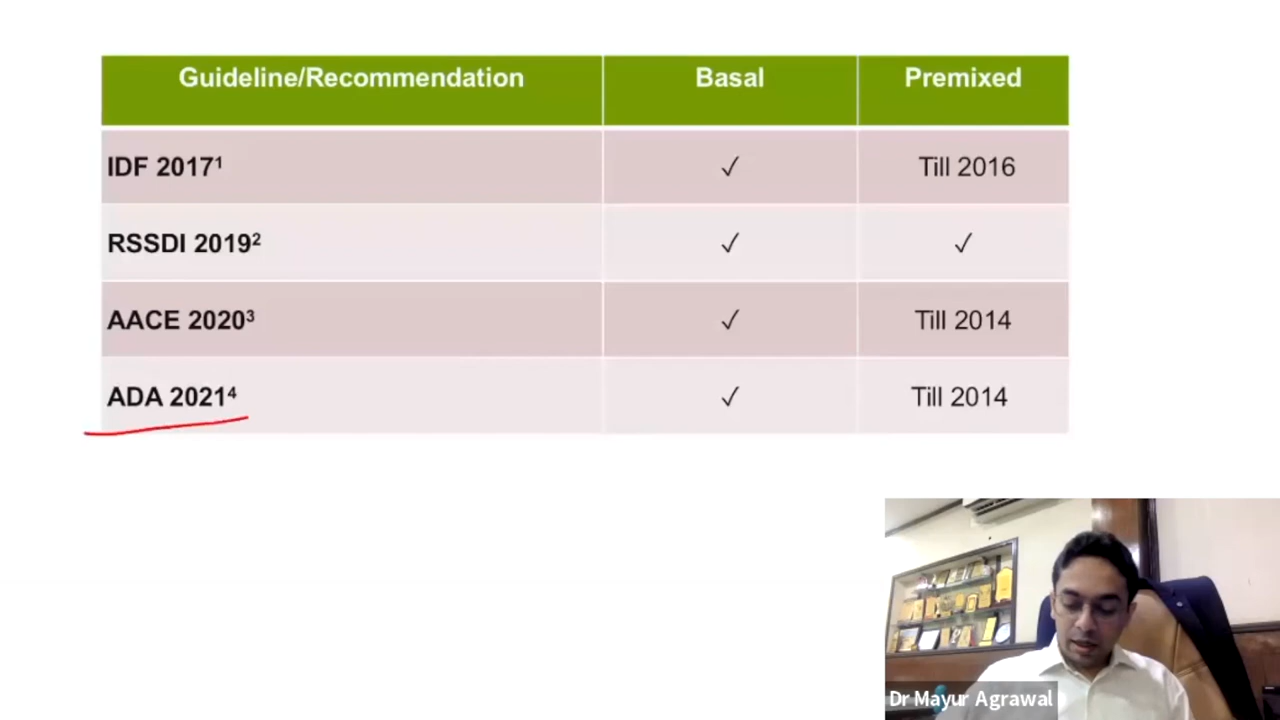 Guideline/Recommendation Basal Premixed
IDF 2017¹ ✓ Till 2016
RSSDI 2019² ✓ ✓
AACE 2020³ ✓ Till 2014
ADA 2021⁴ ✓ Till 2014
Dr Mayur Agrawal